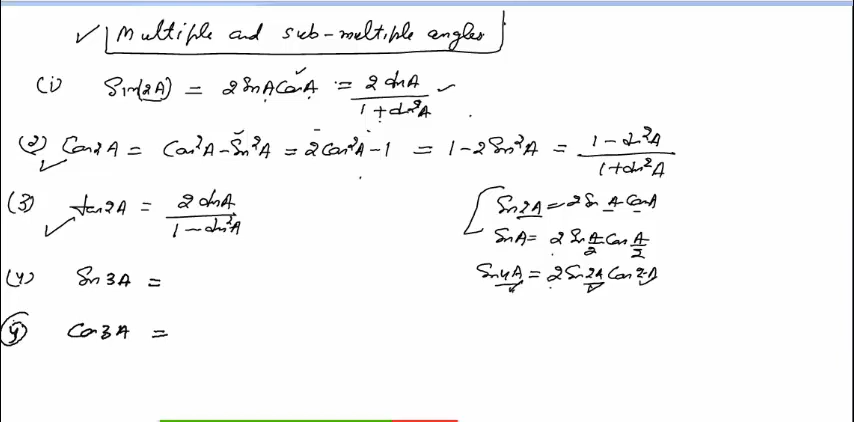 ✓ Multiple and sub-multiple angles
(i) Sin(2A) = 2SinACosA = 2tanA / 1+tan²A ✓
(2) Cos2A = Cos²A-Sin²A = 2Cos²A-1 = 1-2Sin²A = 1-tan²A / 1+tan²A
(3) tan2A = 2tanA / 1-tan²A
Sin2A = 2SinACosA
SinA = 2SinA/2CosA/2
Sin4A = 2Sin2ACos2A
(4) Sin3A =
Cos3A =